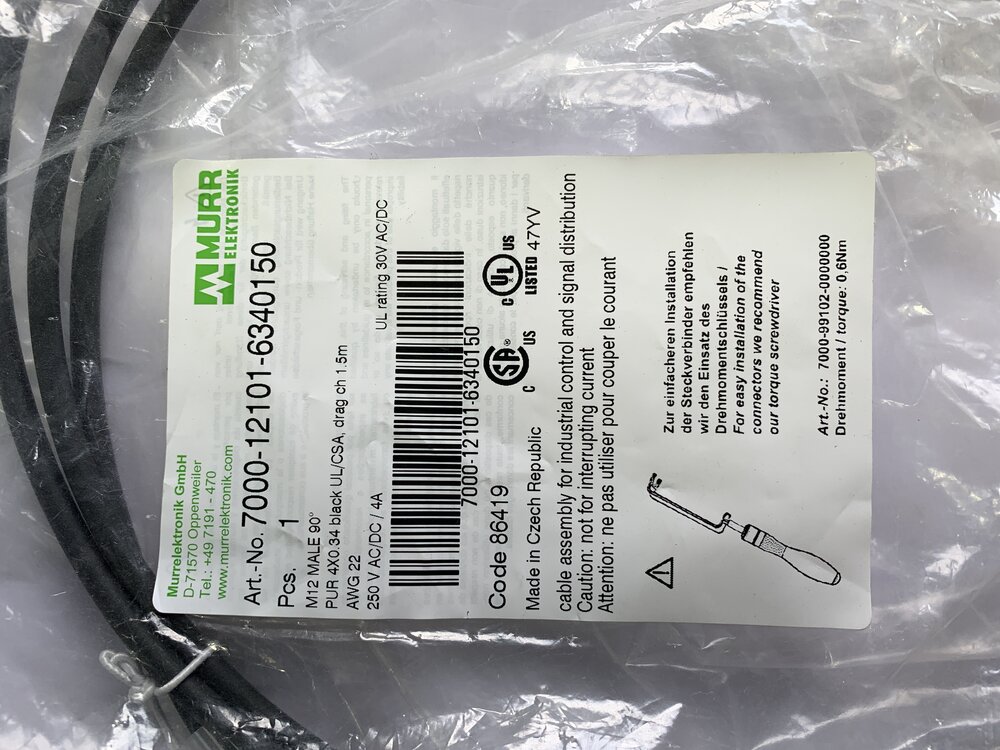 Murrelektronik GmbH
D-71570 Oppenweiler
Tel.: +49 7191 - 470
www.murrelektronik.com
MURR
ELEKTRONIK
Art.-No. 7000-12101-6340150
Pcs. 1
M12 MALE 90°
PUR 4X0.34 black UL/CSA, drag ch 1.5m
AWG 22
250 V AC/DC / 4A
UL rating 30V AC/DC
7000-12101-6340150
Code 86419
Made in Czech Republic
C SA ® US
C UL US
LISTED 47YV
cable assembly for industrial control and signal distribution
Caution: not for interrupting current
Attention: ne pas utiliser pour couper le courant
Zur einfacheren Installation
der Steckverbinder empfehlen
wir den Einsatz des
Drehmomentschlüssels /
For easy installation of the
connectors we recommend
our torque screwdriver
Art.-No.: 7000-99102-0000000
Drehmoment / torque: 0,6Nm